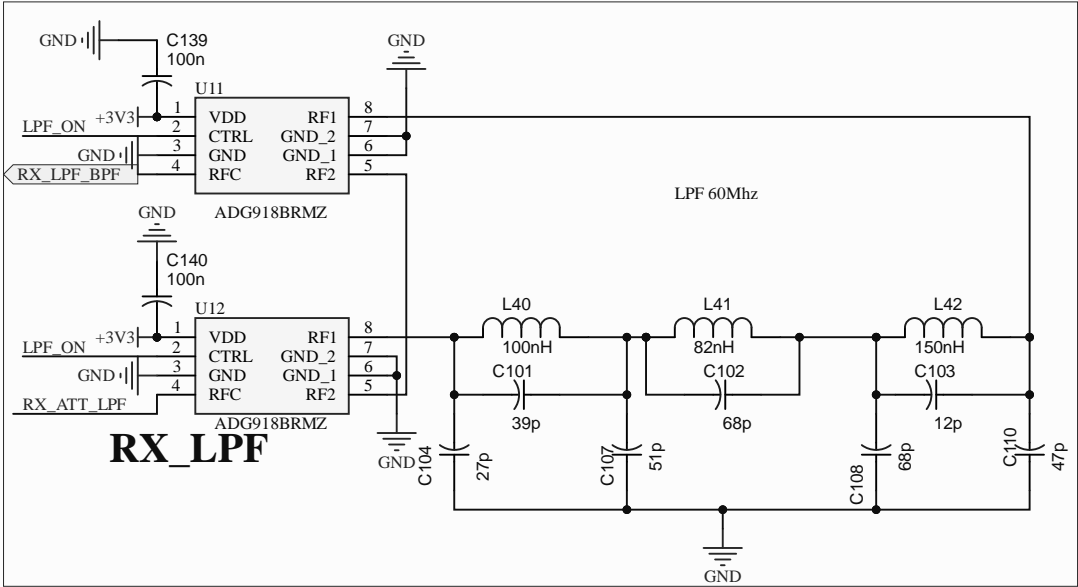 GND
C139
100n
GND
U11
+3V3
LPF_ON
GND
RX_LPF_BPF
1
2
3
4
VDD
CTRL
GND
RFC
RF1
GND_2
GND_1
RF2
8
7
6
5
ADG918BRMZ
LPF 60Mhz
GND
C140
100n
U12
+3V3
LPF_ON
GND
RX_ATT_LPF
1
2
3
4
VDD
CTRL
GND
RFC
RF1
GND_2
GND_1
RF2
8
7
6
5
ADG918BRMZ
RX_LPF
GND
L40
100nH
C101
39p
L41
82nH
C102
68p
L42
150nH
C103
12p
C104
27p
C107
51p
C108
68p
C110
47p
GND